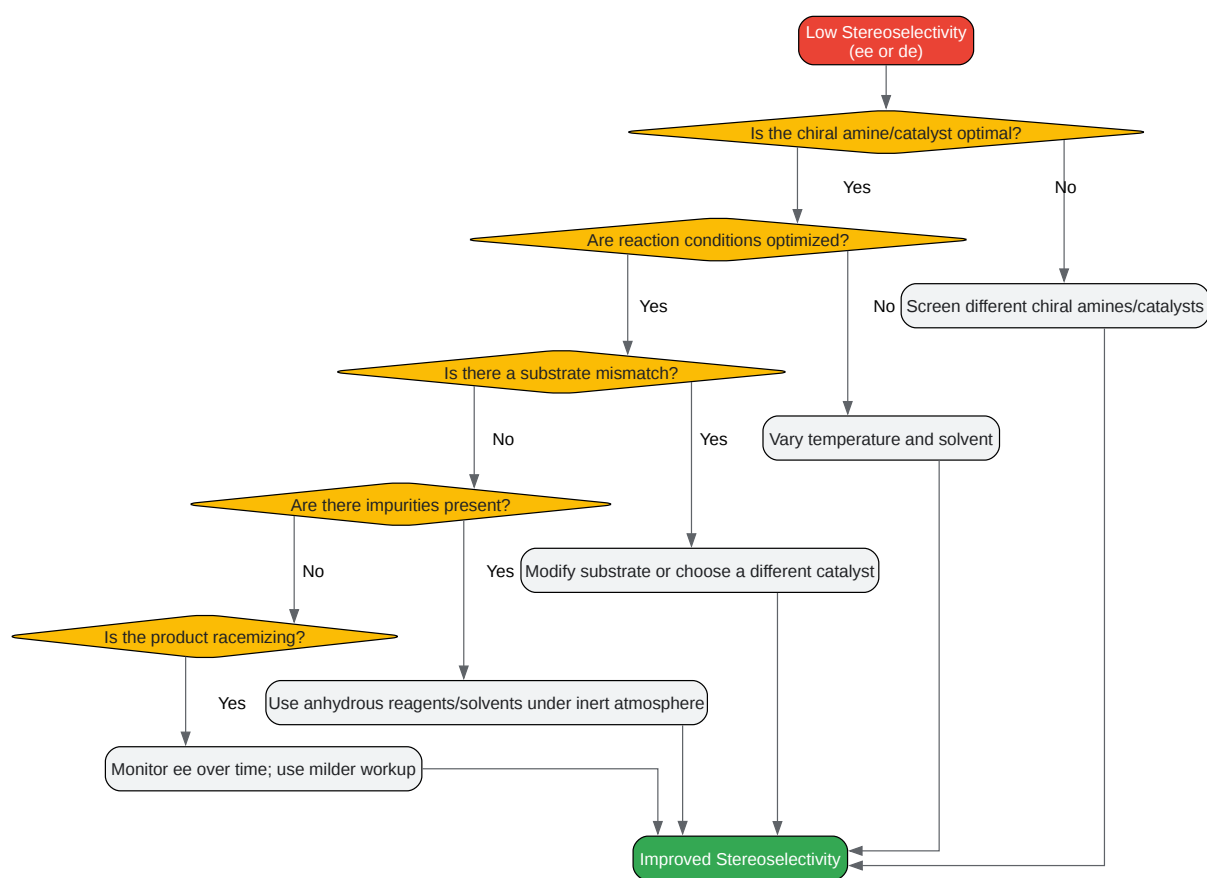 Low Stereoselectivity
(ee or de)
Is the chiral amine/catalyst optimal?
Yes
No
Are reaction conditions optimized?
Yes
No
Screen different chiral amines/catalysts
Is there a substrate mismatch?
No
Yes
Vary temperature and solvent
Are there impurities present?
No
Yes
Modify substrate or choose a different catalyst
Is the product racemizing?
Yes
Use anhydrous reagents/solvents under inert atmosphere
Monitor ee over time; use milder workup
Improved Stereoselectivity